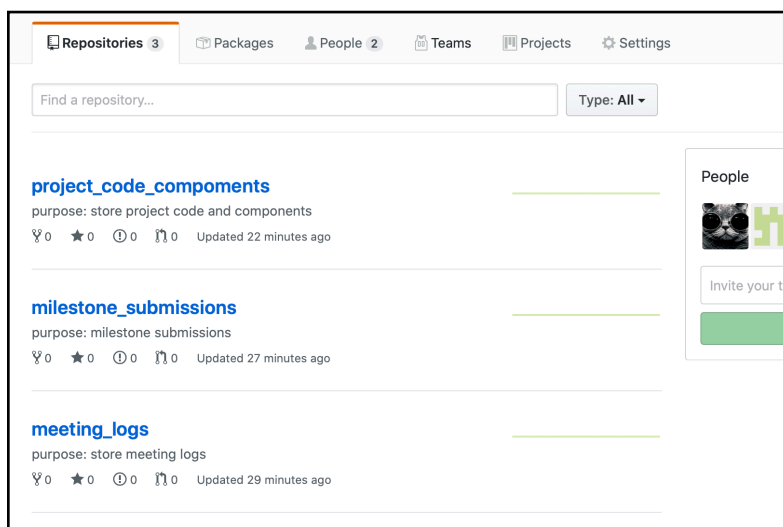 Repositories 3 Packages People 2 Teams Projects Settings
Find a repository... Type: All
project_code_compoments
purpose: store project code and components
0 0 0 0 Updated 22 minutes ago
milestone_submissions
purpose: milestone submissions
0 0 0 0 Updated 27 minutes ago
meeting_logs
purpose: store meeting logs
0 0 0 0 Updated 29 minutes ago
People
Invite your t